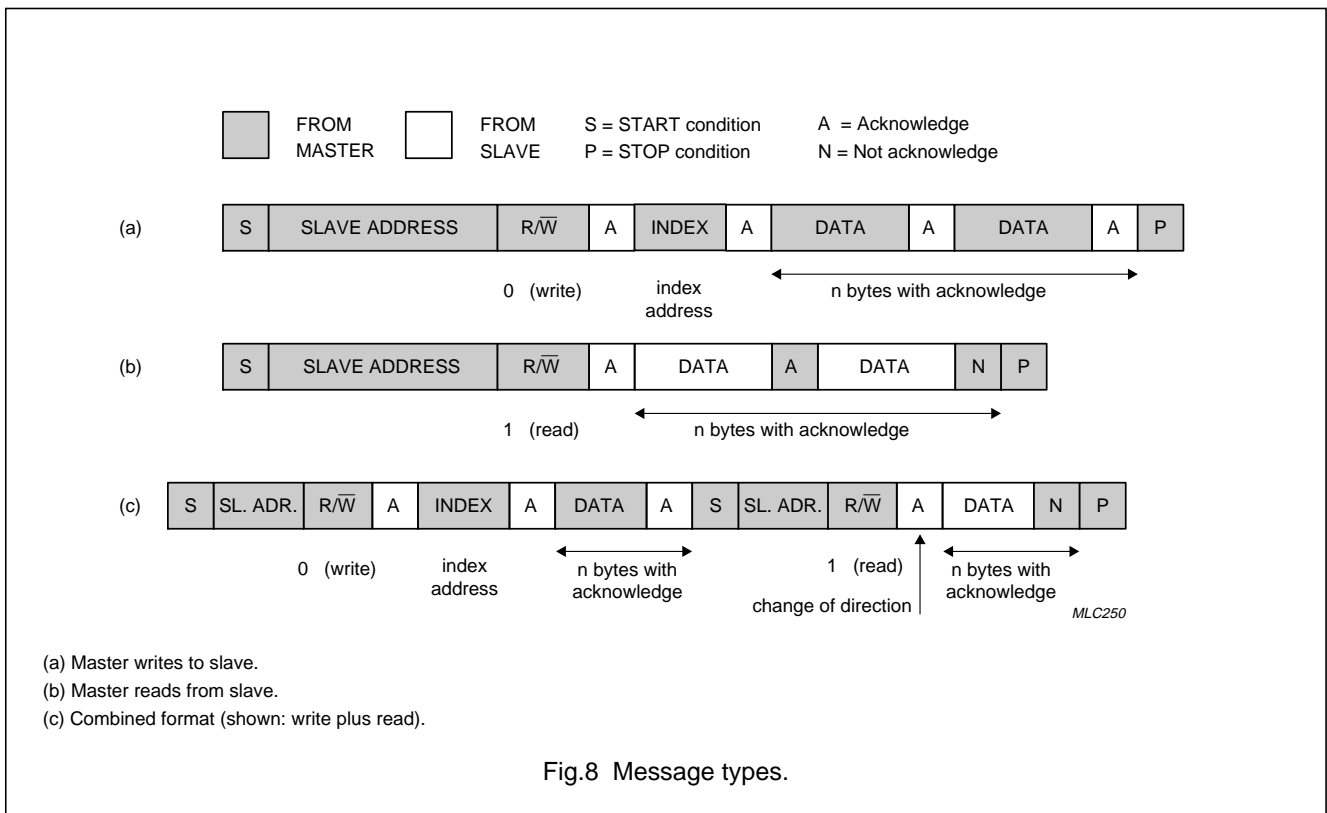 FROM MASTER FROM SLAVE S = START condition A = Acknowledge
P = STOP condition N = Not acknowledge
(a) S SLAVE ADDRESS R/W̅ A INDEX A DATA A DATA A P
0 (write) index address n bytes with acknowledge
(b) S SLAVE ADDRESS R/W̅ A DATA A DATA N P
1 (read) n bytes with acknowledge
(c) S SL. ADR. R/W̅ A INDEX A DATA A S SL. ADR. R/W̅ A DATA N P
0 (write) index address n bytes with acknowledge 1 (read) n bytes with acknowledge
change of direction
MLC250
(a) Master writes to slave.
(b) Master reads from slave.
(c) Combined format (shown: write plus read).
Fig.8 Message types.